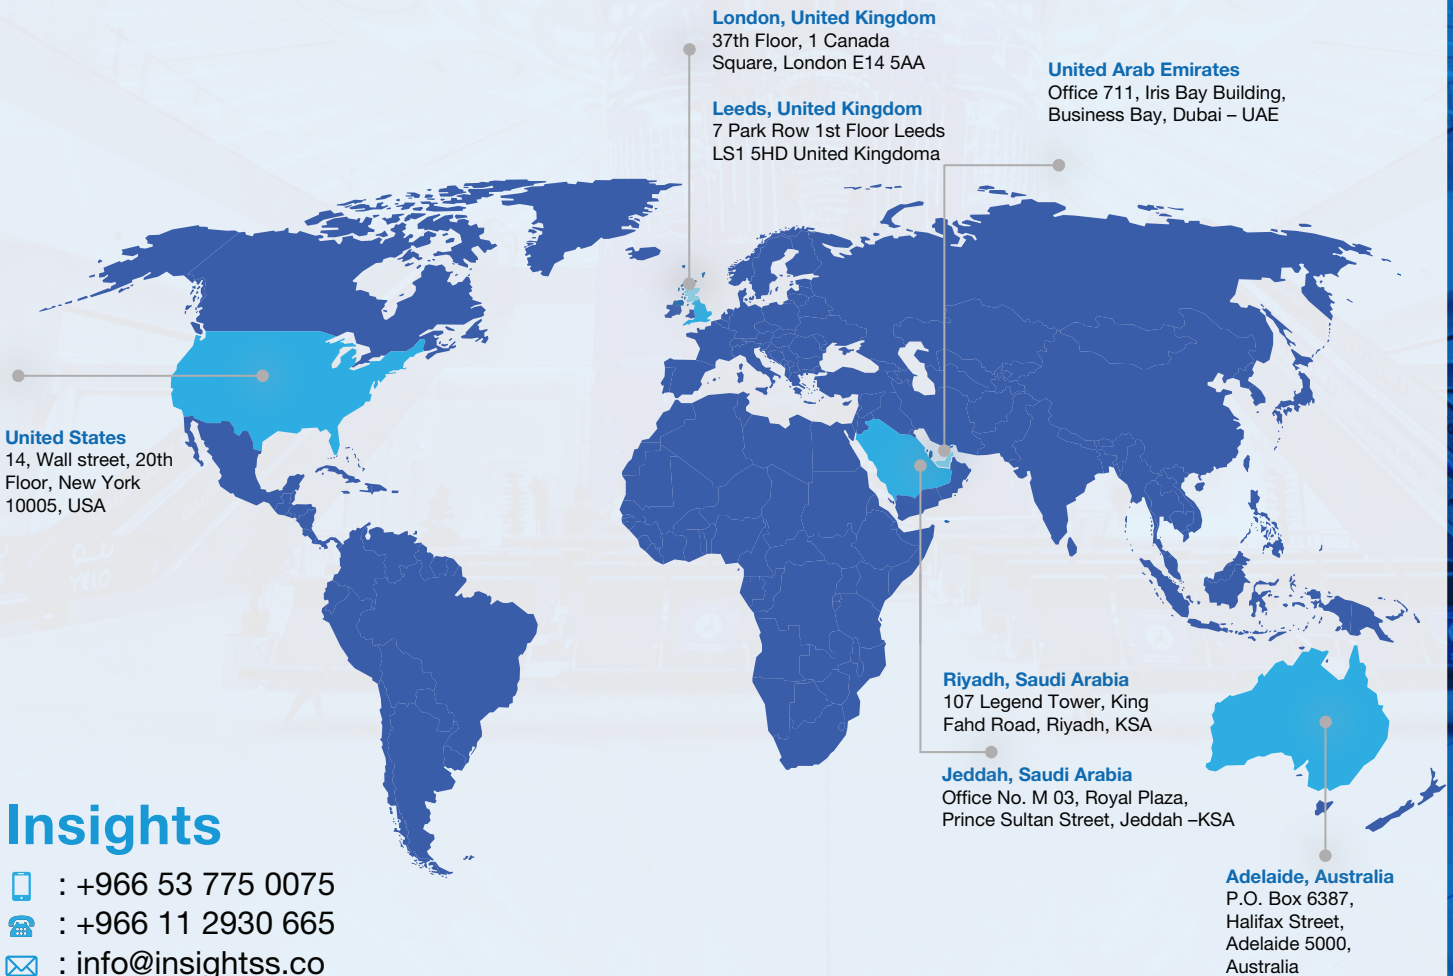 London, United Kingdom
37th Floor, 1 Canada
Square, London E14 5AA
Leeds, United Kingdom
7 Park Row 1st Floor Leeds
LS1 5HD United Kingdoma
United Arab Emirates
Office 711, Iris Bay Building,
Business Bay, Dubai – UAE
United States
14, Wall street, 20th
Floor, New York
10005, USA
Riyadh, Saudi Arabia
107 Legend Tower, King
Fahd Road, Riyadh, KSA
Jeddah, Saudi Arabia
Office No. M 03, Royal Plaza,
Prince Sultan Street, Jeddah –KSA
Adelaide, Australia
P.O. Box 6387,
Halifax Street,
Adelaide 5000,
Australia
Insights
: +966 53 775 0075
: +966 11 2930 665
: info@insightss.co